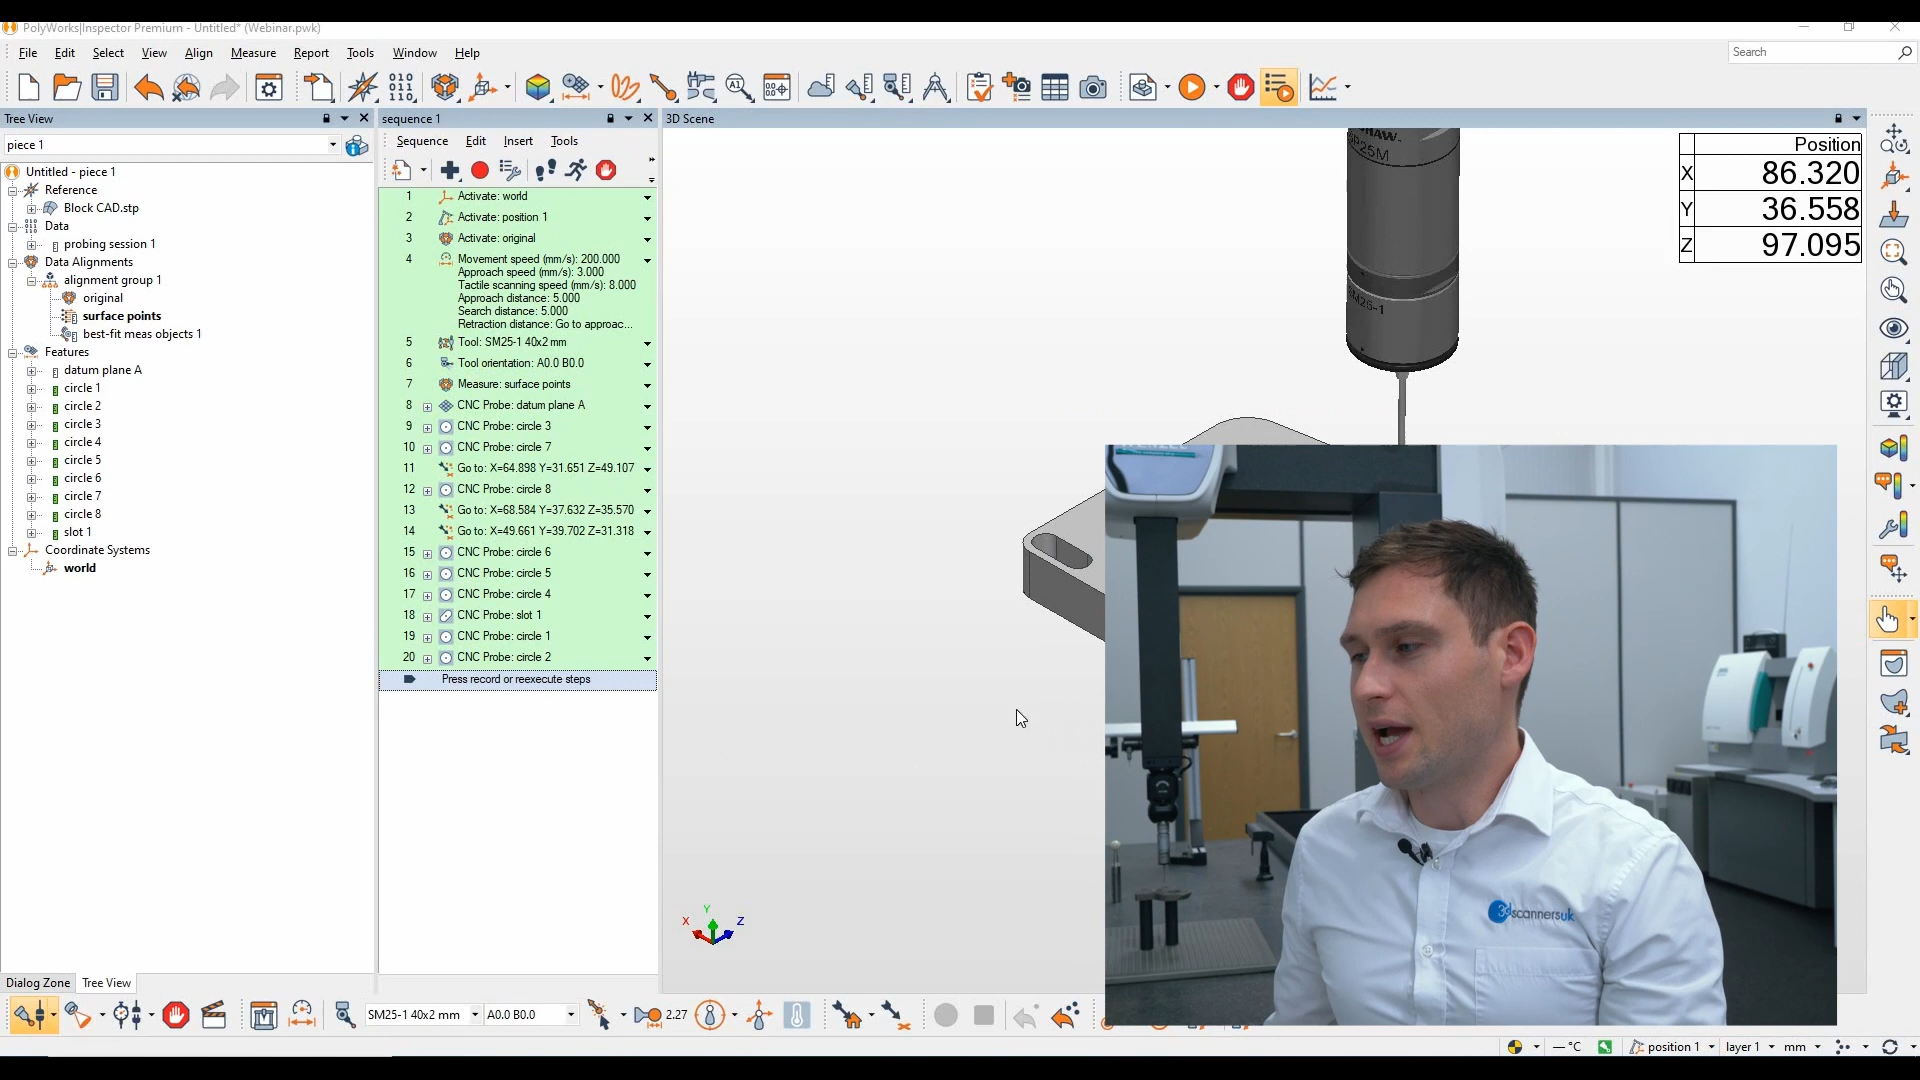 PolyWorks|Inspector Premium - Untitled* (Webinar.pwk)
File Edit Select View Align Measure Report Tools Window Help
Search
Tree View
piece 1
Untitled - piece 1
Reference
Block CAD.stp
Data
probing session 1
Data Alignments
alignment group 1
original
surface points
best-fit meas objects 1
Features
datum plane A
circle 1
circle 2
circle 3
circle 4
circle 5
circle 6
circle 7
circle 8
slot 1
Coordinate Systems
world
Dialog Zone Tree View
sequence 1
Sequence Edit Insert Tools
1 Activate: world
2 Activate: position 1
3 Activate: original
4 Movement speed (mm/s): 200.000
Approach speed (mm/s): 3.000
Tactile scanning speed (mm/s): 8.000
Approach distance: 5.000
Search distance: 5.000
Retraction distance: Go to approac...
5 Tool: SM25-1 40x2 mm
6 Tool orientation: A0.0 B0.0
7 Measure: surface points
8 CNC Probe: datum plane A
9 CNC Probe: circle 3
10 CNC Probe: circle 7
11 Go to: X=64.898 Y=31.651 Z=49.107
12 CNC Probe: circle 8
13 Go to: X=68.584 Y=37.632 Z=35.570
14 Go to: X=49.661 Y=39.702 Z=31.318
15 CNC Probe: circle 6
16 CNC Probe: circle 5
17 CNC Probe: circle 4
18 CNC Probe: slot 1
19 CNC Probe: circle 1
20 CNC Probe: circle 2
Press record or reexecute steps
3D Scene
Position
X 86.320
Y 36.558
Z 97.095
SP25M
SM25-1
X Y Z
3dscannersuk
SM25-1 40x2 mm A0.0 B0.0 2.27
— °C position 1 layer 1 mm